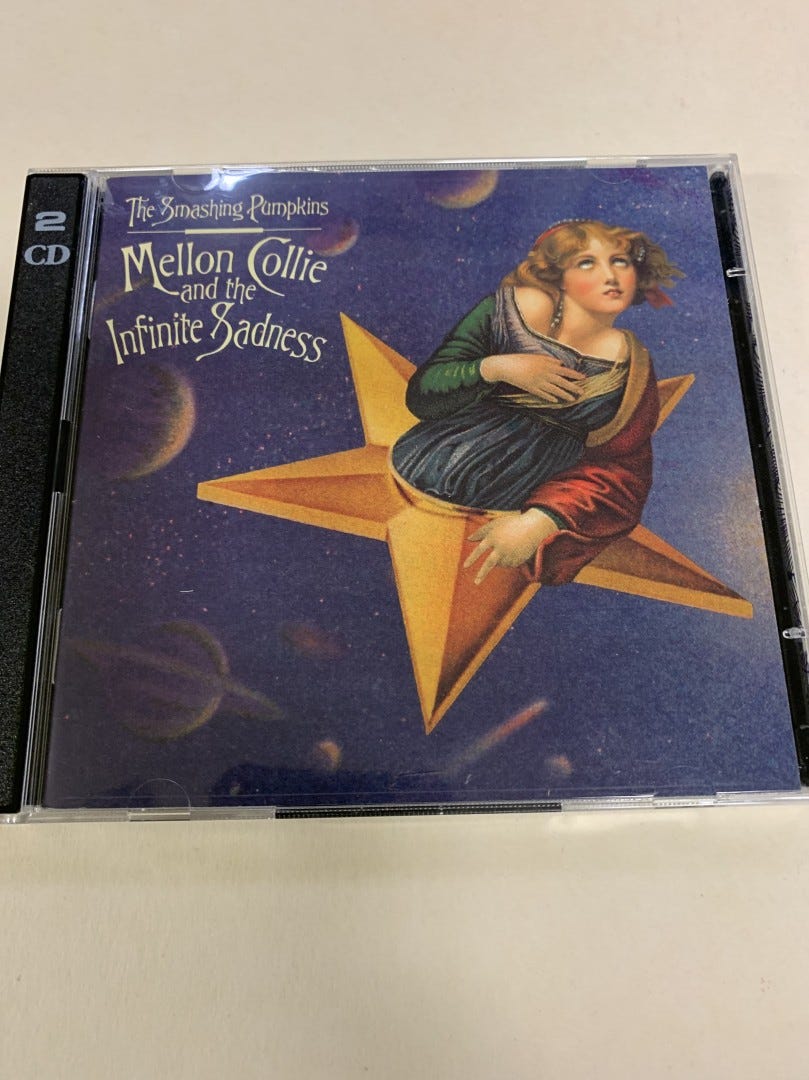 2
CD
The Smashing Pumpkins
Mellon Collie
and the
Infinite Sadness